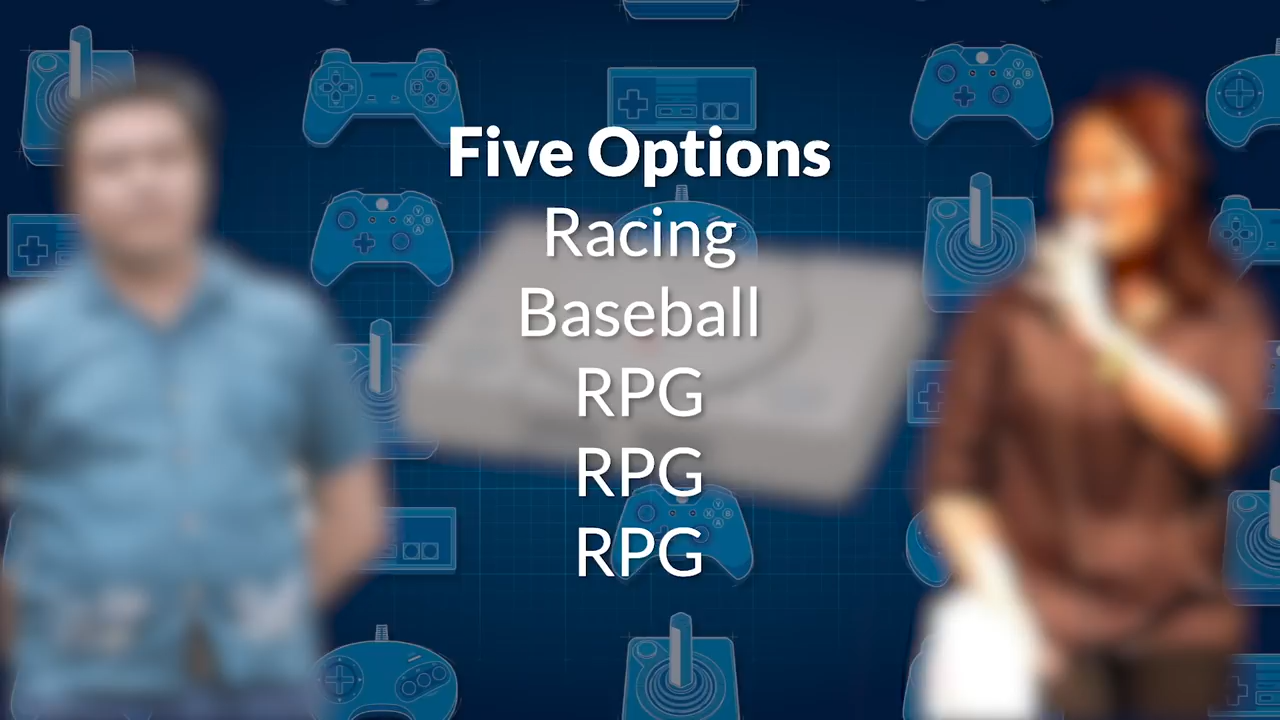 Five Options
Racing
Baseball
RPG
RPG
RPG